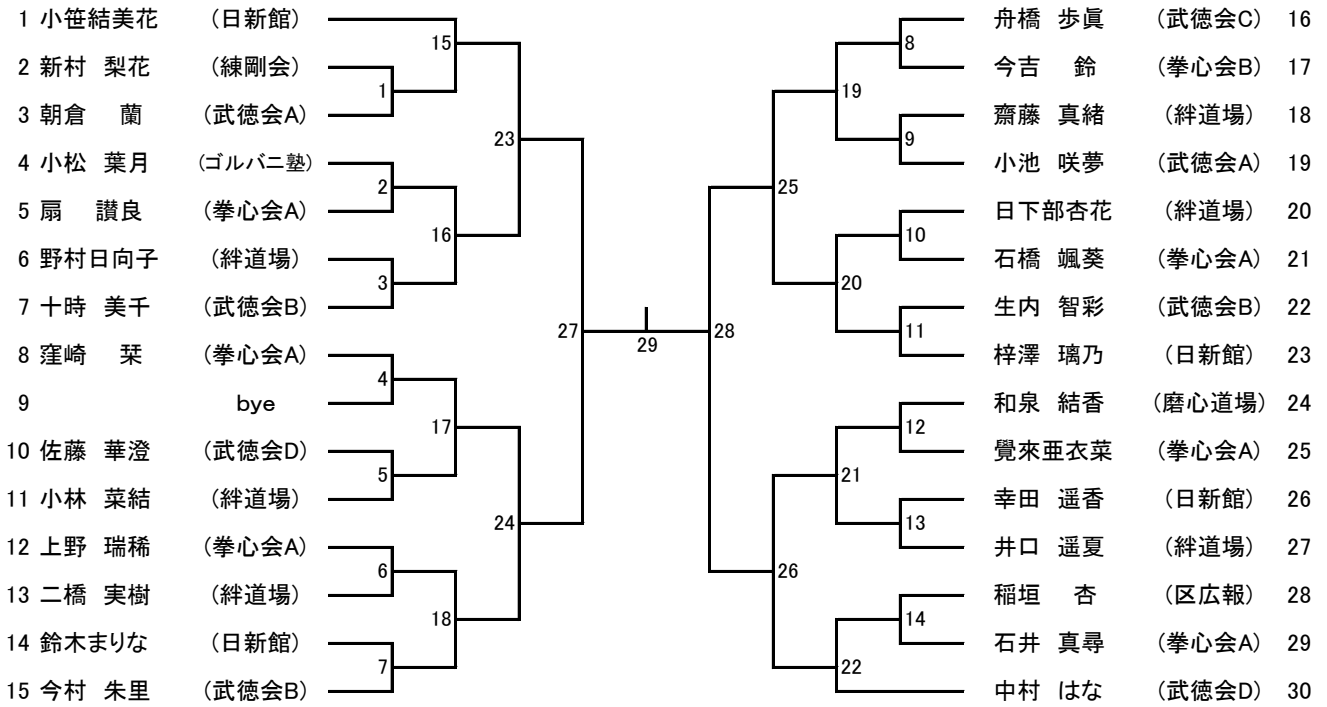 1 小笹結美花 (日新館)
2 新村 梨花 (練剛会)
3 朝倉 蘭 (武徳会A)
4 小松 葉月 (ゴルバニ塾)
5 扇 讃良 (拳心会A)
6 野村日向子 (絆道場)
7 十時 美千 (武徳会B)
8 窪崎 栞 (拳心会A)
9 bye
10 佐藤 華澄 (武徳会D)
11 小林 菜結 (絆道場)
12 上野 瑞稀 (拳心会A)
13 二橋 実樹 (絆道場)
14 鈴木まりな (日新館)
15 今村 朱里 (武徳会B)
15
1
23
2
16
3
27
4
17
5
24
6
18
7
29
28
8
19
9
25
10
20
11
12
21
13
26
14
22
舟橋 歩眞 (武徳会C) 16
今吉 鈴 (拳心会B) 17
齋藤 真緒 (絆道場) 18
小池 咲夢 (武徳会A) 19
日下部杏花 (絆道場) 20
石橋 颯葵 (拳心会A) 21
生内 智彩 (武徳会B) 22
梓澤 璃乃 (日新館) 23
和泉 結香 (磨心道場) 24
覺來亜衣菜 (拳心会A) 25
幸田 遥香 (日新館) 26
井口 遥夏 (絆道場) 27
稲垣 杏 (区広報) 28
石井 真尋 (拳心会A) 29
中村 はな (武徳会D) 30